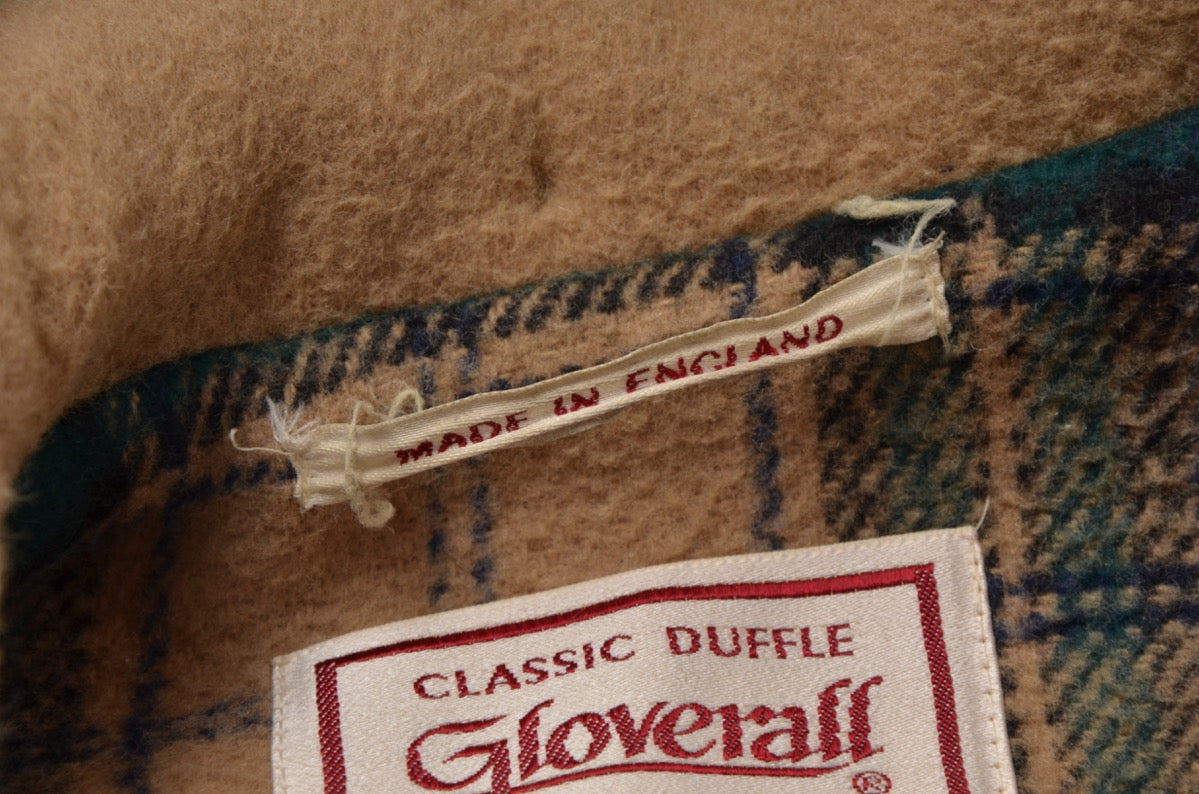 MADE IN ENGLAND
CLASSIC DUFFLE
Gloverall
®